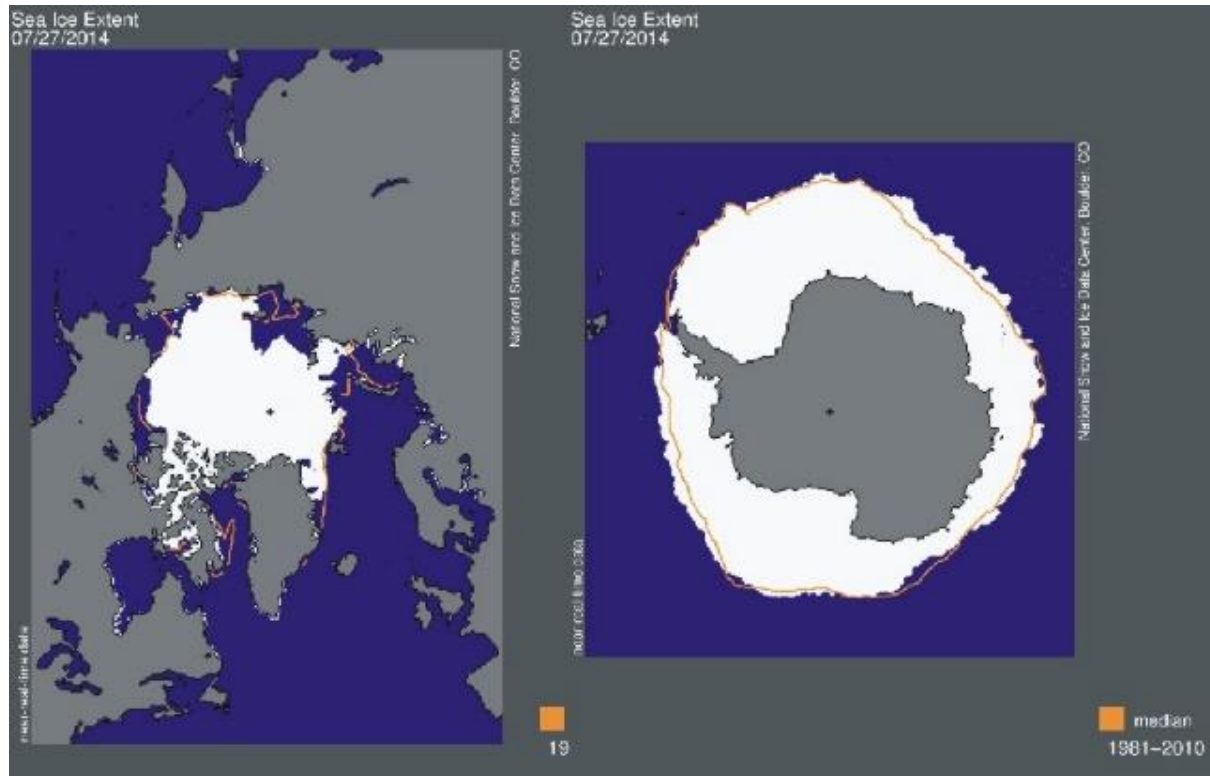 Sea Ice Extent
07/27/2014
National Snow and Ice Data Center, Boulder, CO
near-real-time data
19
Sea Ice Extent
07/27/2014
National Snow and Ice Data Center, Boulder, CO
near-real-time data
median
1981–2010